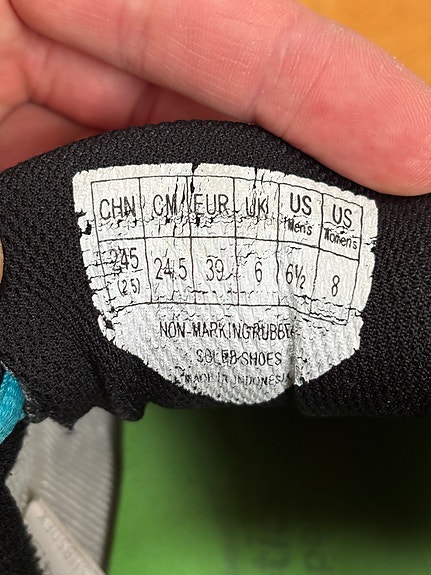 CHN CM EUR UK US Men's US Women's
245 (2.5) 24.5 39 6 6½ 8
NON-MARKING RUBBER
SOLED SHOES
MADE IN INDONESIA